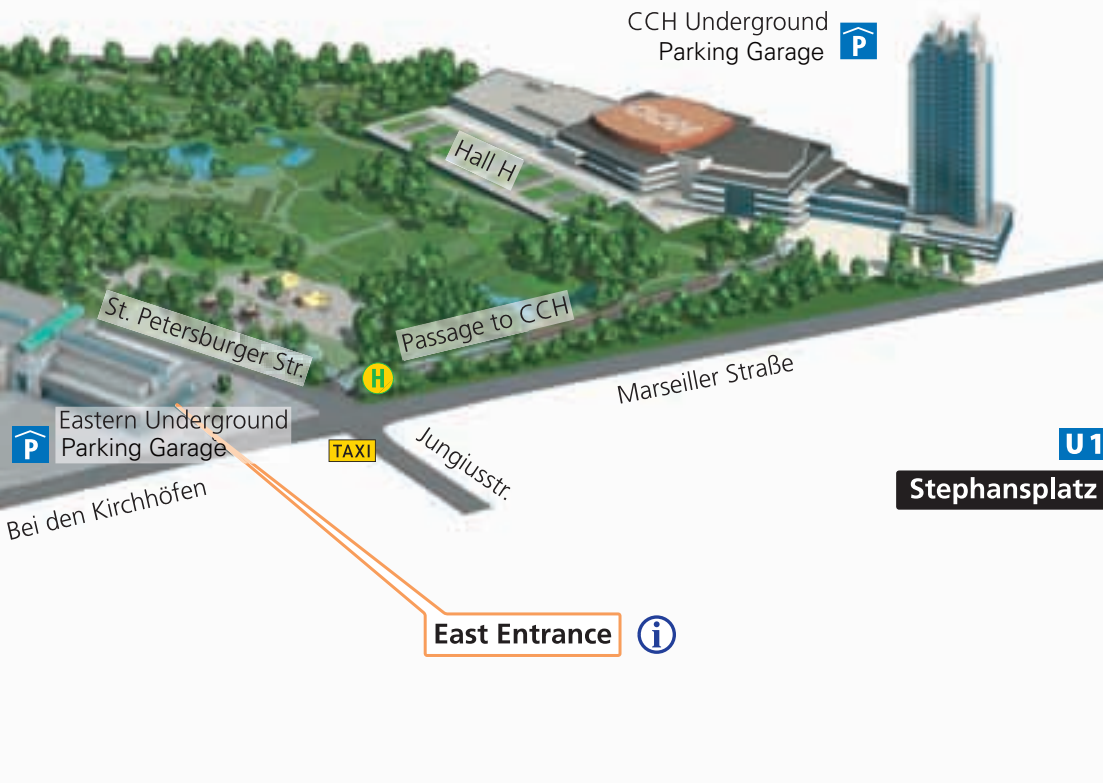 CCH Underground
Parking Garage
P
Hall H
St. Petersburger Str.
Passage to CCH
H
Marseiller Straße
Eastern Underground
Parking Garage
P
TAXI
Jungiusstr.
Bei den Kirchhöfen
U1
Stephansplatz
East Entrance
i